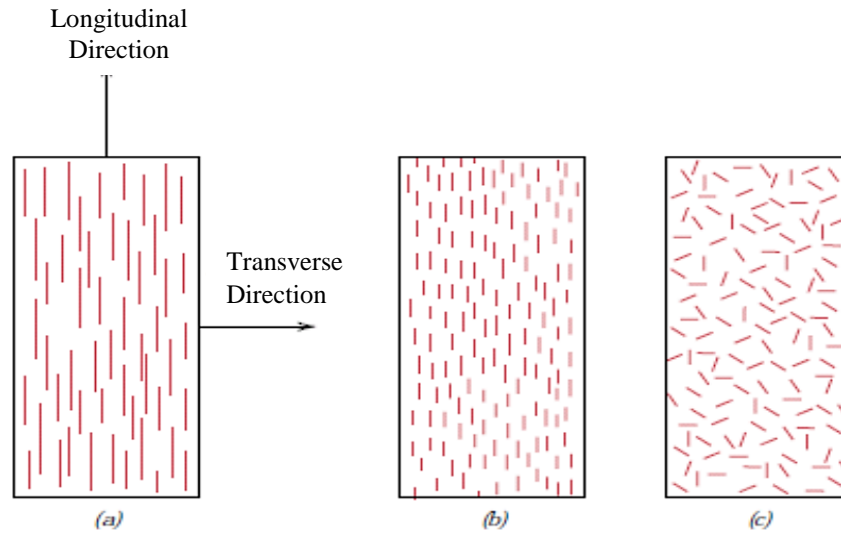 Longitudinal
Direction
Transverse
Direction
(a)
(b)
(c)